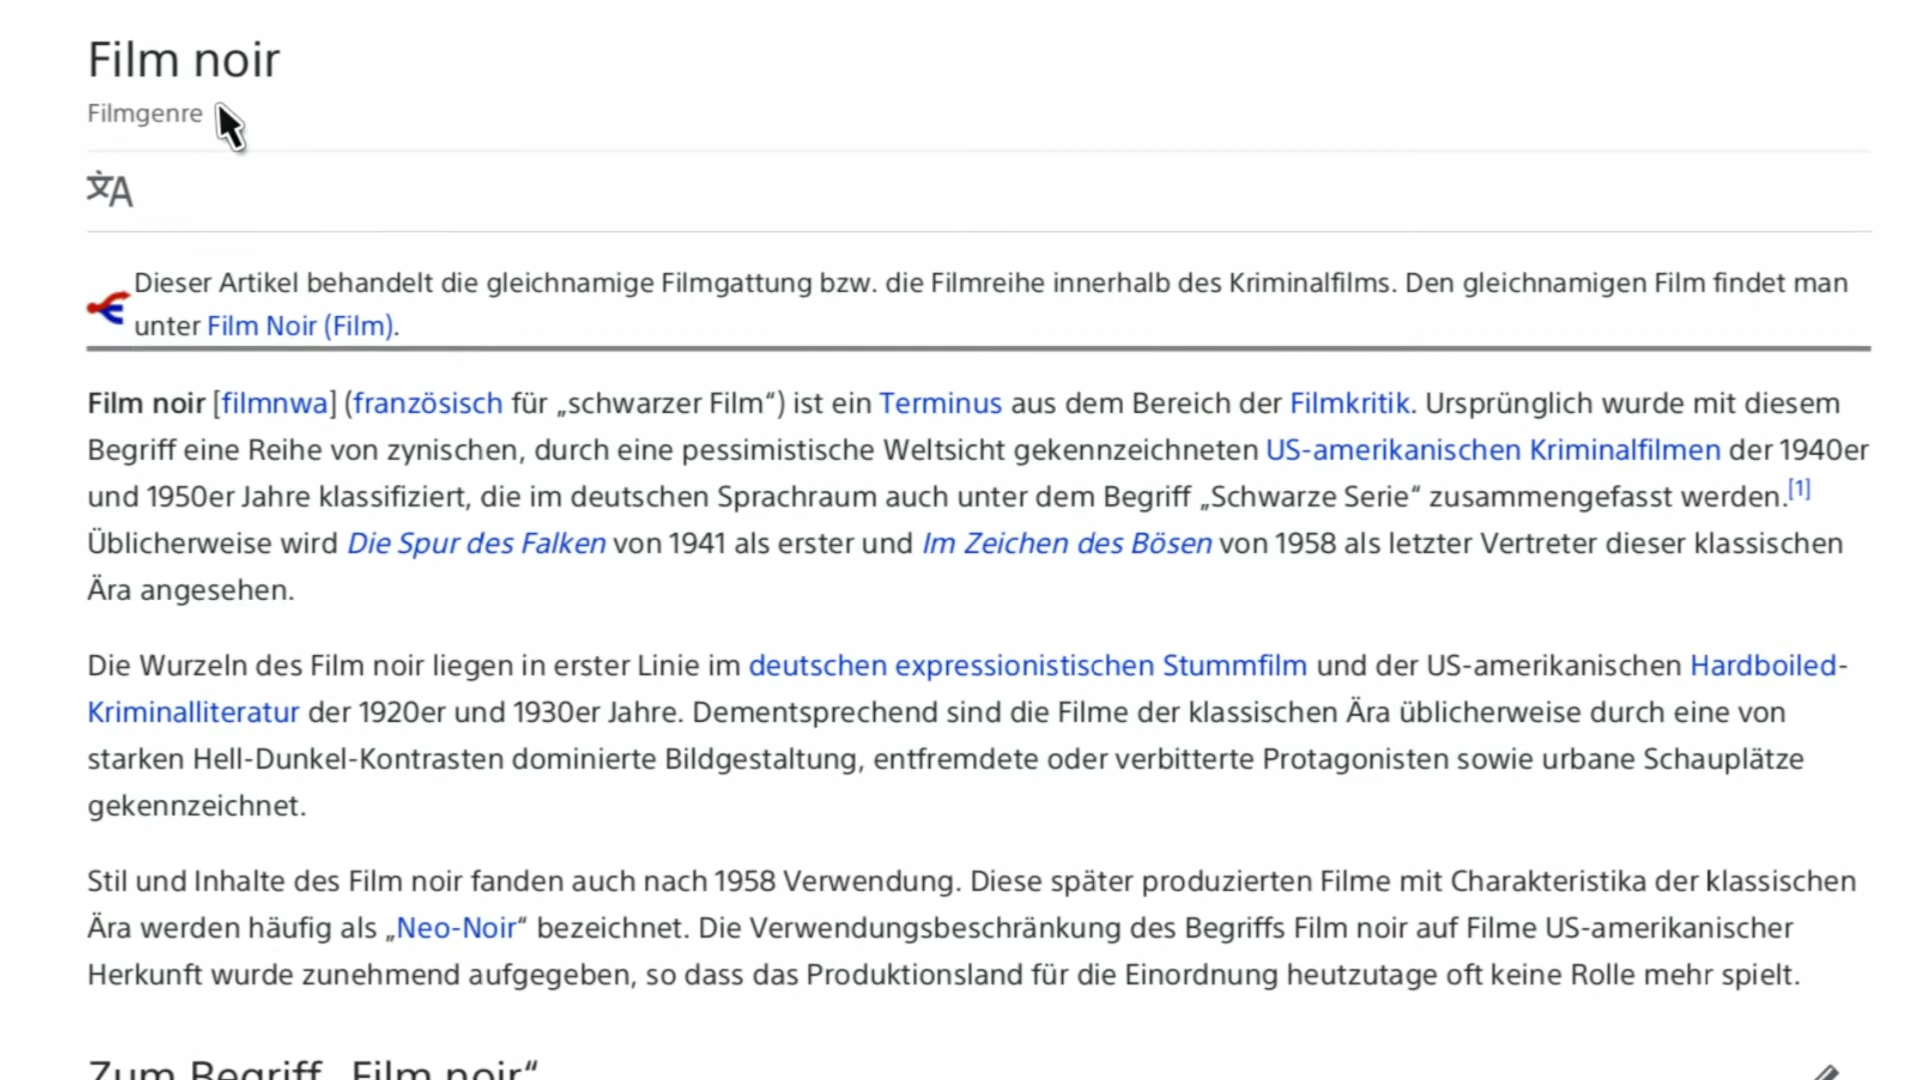 Film noir
Filmgenre
Dieser Artikel behandelt die gleichnamige Filmgattung bzw. die Filmreihe innerhalb des Kriminalfilms. Den gleichnamigen Film findet man
unter Film Noir (Film).
Film noir [filmnwa] (französisch für „schwarzer Film“) ist ein Terminus aus dem Bereich der Filmkritik. Ursprünglich wurde mit diesem
Begriff eine Reihe von zynischen, durch eine pessimistische Weltsicht gekennzeichneten US-amerikanischen Kriminalfilmen der 1940er
und 1950er Jahre klassifiziert, die im deutschen Sprachraum auch unter dem Begriff „Schwarze Serie“ zusammengefasst werden.[1]
Üblicherweise wird Die Spur des Falken von 1941 als erster und Im Zeichen des Bösen von 1958 als letzter Vertreter dieser klassischen
Ära angesehen.
Die Wurzeln des Film noir liegen in erster Linie im deutschen expressionistischen Stummfilm und der US-amerikanischen Hardboiled-
Kriminalliteratur der 1920er und 1930er Jahre. Dementsprechend sind die Filme der klassischen Ära üblicherweise durch eine von
starken Hell-Dunkel-Kontrasten dominierte Bildgestaltung, entfremdete oder verbitterte Protagonisten sowie urbane Schauplätze
gekennzeichnet.
Stil und Inhalte des Film noir fanden auch nach 1958 Verwendung. Diese später produzierten Filme mit Charakteristika der klassischen
Ära werden häufig als „Neo-Noir“ bezeichnet. Die Verwendungsbeschränkung des Begriffs Film noir auf Filme US-amerikanischer
Herkunft wurde zunehmend aufgegeben, so dass das Produktionsland für die Einordnung heutzutage oft keine Rolle mehr spielt.
Zum Begriff „Film noir“